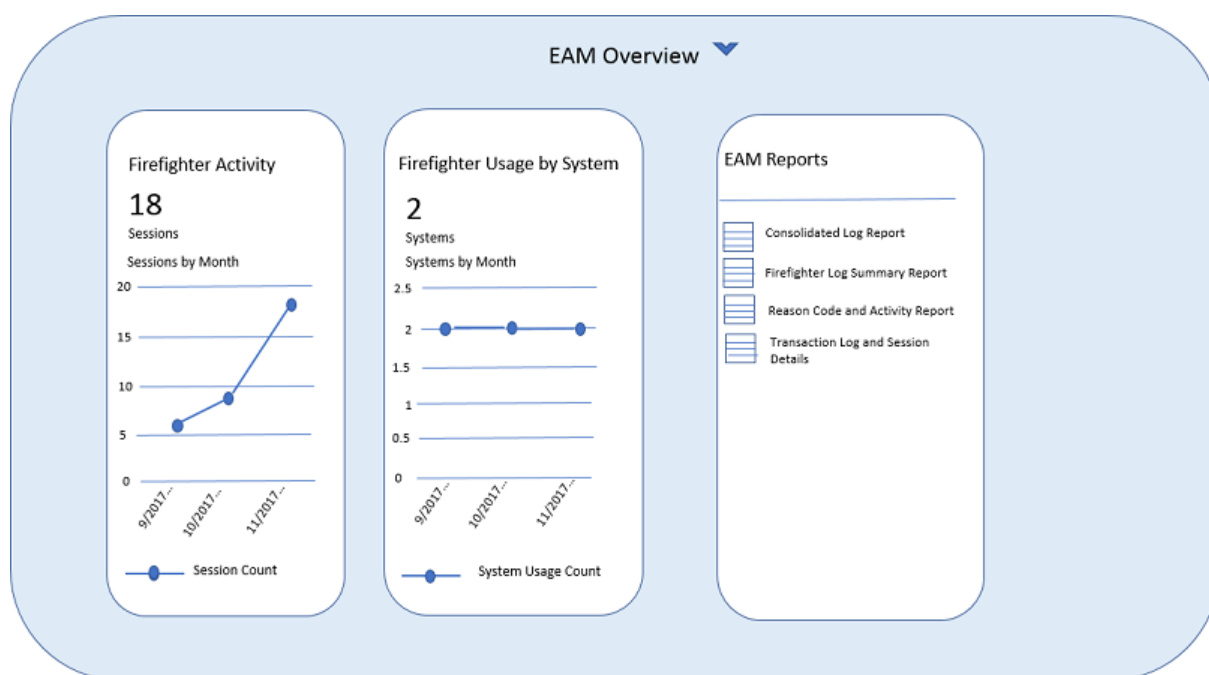 EAM Overview
Firefighter Activity
18
Sessions
Sessions by Month
20
15
10
5
0
9/2017...
10/2017...
11/2017...
Session Count
Firefighter Usage by System
2
Systems
Systems by Month
2.5
2
1.5
1
0.5
0
9/2017...
10/2017...
11/2017...
System Usage Count
EAM Reports
Consolidated Log Report
Firefighter Log Summary Report
Reason Code and Activity Report
Transaction Log and Session
Details